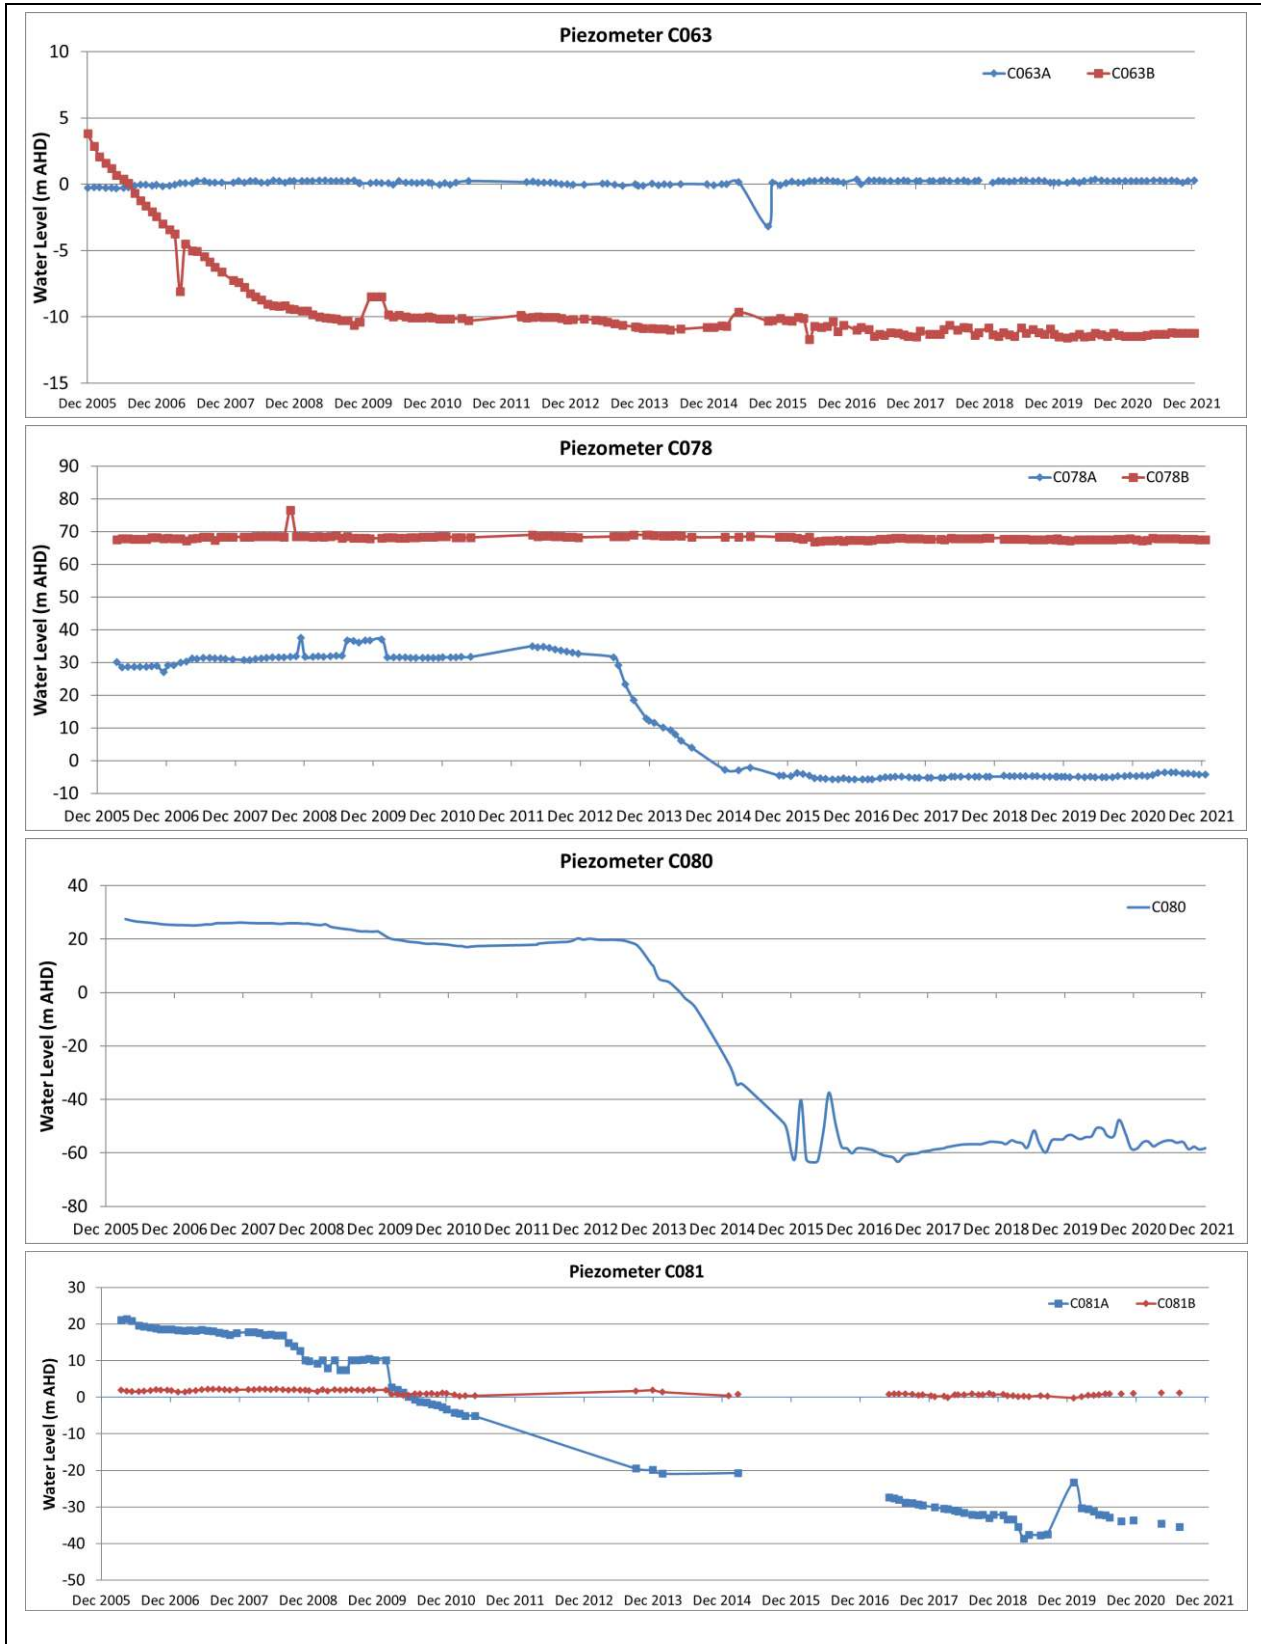 Piezometer C063
C063A C063B
Water Level (m AHD)
10
5
0
-5
-10
-15
Dec 2005 Dec 2006 Dec 2007 Dec 2008 Dec 2009 Dec 2010 Dec 2011 Dec 2012 Dec 2013 Dec 2014 Dec 2015 Dec 2016 Dec 2017 Dec 2018 Dec 2019 Dec 2020 Dec 2021
Piezometer C078
C078A C078B
Water Level (m AHD)
90
80
70
60
50
40
30
20
10
0
-10
Dec 2005 Dec 2006 Dec 2007 Dec 2008 Dec 2009 Dec 2010 Dec 2011 Dec 2012 Dec 2013 Dec 2014 Dec 2015 Dec 2016 Dec 2017 Dec 2018 Dec 2019 Dec 2020 Dec 2021
Piezometer C080
C080
Water Level (m AHD)
40
20
0
-20
-40
-60
-80
Dec 2005 Dec 2006 Dec 2007 Dec 2008 Dec 2009 Dec 2010 Dec 2011 Dec 2012 Dec 2013 Dec 2014 Dec 2015 Dec 2016 Dec 2017 Dec 2018 Dec 2019 Dec 2020 Dec 2021
Piezometer C081
C081A C081B
Water Level (m AHD)
30
20
10
0
-10
-20
-30
-40
-50
Dec 2005 Dec 2006 Dec 2007 Dec 2008 Dec 2009 Dec 2010 Dec 2011 Dec 2012 Dec 2013 Dec 2014 Dec 2015 Dec 2016 Dec 2017 Dec 2018 Dec 2019 Dec 2020 Dec 2021